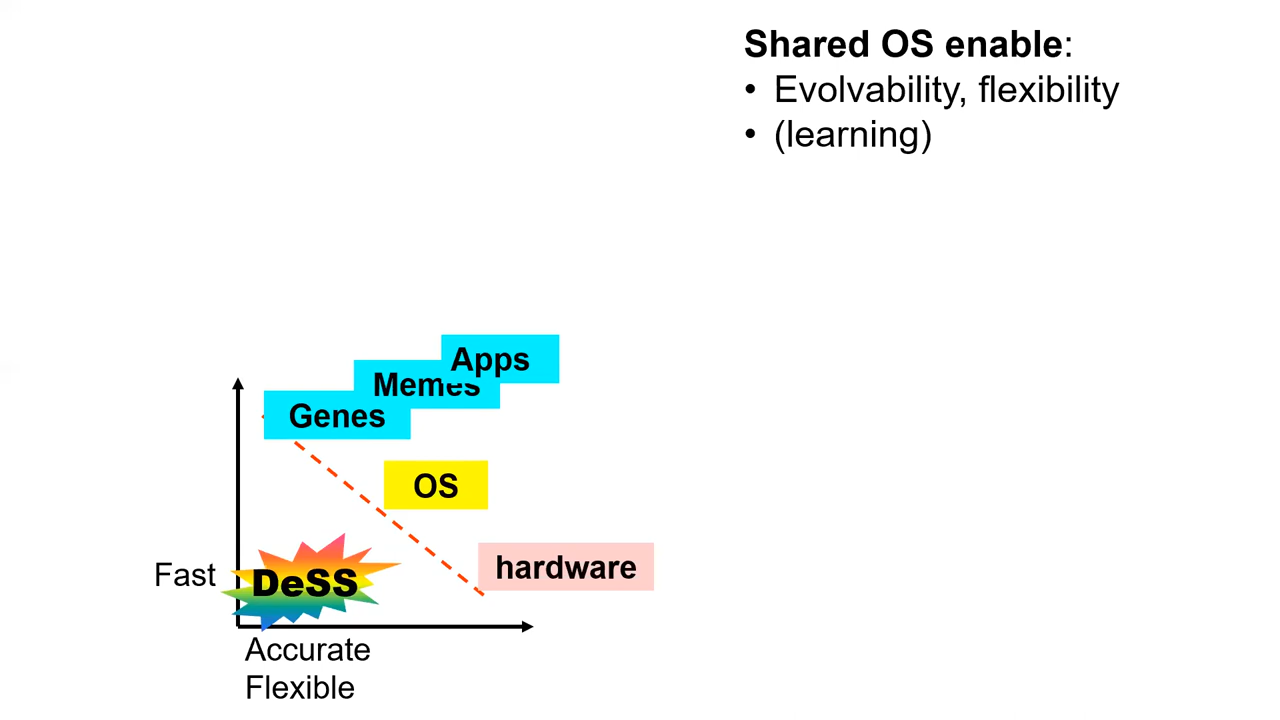 Shared OS enable:
• Evolvability, flexibility
• (learning)
Apps
Memes
Genes
OS
hardware
Fast
DeSS
Accurate
Flexible